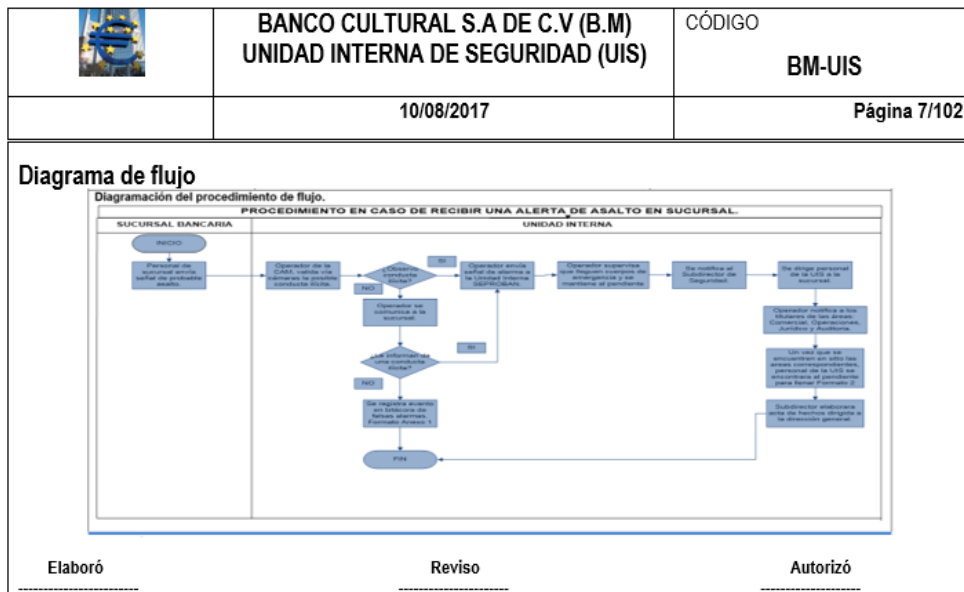 BANCO CULTURAL S.A DE C.V (B.M)
UNIDAD INTERNA DE SEGURIDAD (UIS)
CÓDIGO
BM-UIS
10/08/2017
Página 7/102
Diagrama de flujo
Diagramación del procedimiento de flujo.
PROCEDIMIENTO EN CASO DE RECIBIR UNA ALERTA DE ASALTO EN SUCURSAL.
SUCURSAL BANCARIA
UNIDAD INTERNA
INICIO
Personal de
sucursal envía
señal de probable
asalto.
Operador de la
CAM, valida vía
cámaras la posible
conducta ilícita.
¿Observo
conducta
ilícita?
SI
NO
Operador envía
señal de alarma a
la Unidad Interna
SEPROBAN.
Operador supervisa
que lleguen cuerpos de
emergencia y se
mantiene al pendiente
Se notifica al
Subdirector de
Seguridad.
Se dirige personal
de la UIS a la
sucursal.
Operador se
comunica a la
sucursal.
Operador notifica a los
titulares de las áreas:
Comercial, Operaciones,
Jurídico y Auditoria.
¿Le informan de
una conducta
ilícita?
SI
NO
Un vez que se
encuentren en sitio las
áreas correspondientes,
personal de la UIS se
encontrara al pendiente
para llenar Formato 2
Se registra evento
en bitácora de
falsas alarmas.
Formato Anexo 1
Subdirector elaborara
acta de hechos dirigida a
la dirección general.
FIN
Elaboró
Reviso
Autorizó